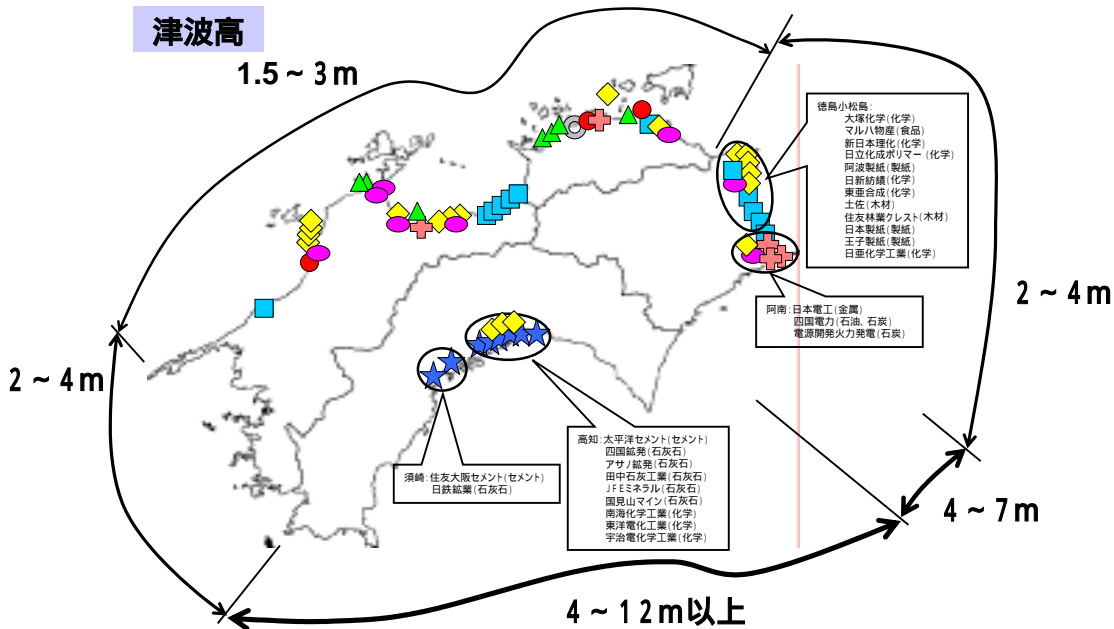 津波高
1.5～3m
徳島小松島：
大塚化学(化学)
マルハ物産(食品)
新日本理化(化学)
日立化成ポリマー(化学)
阿波製紙(製紙)
日新紡績(化学)
東亜合成(化学)
土佐(木材)
住友林業クレスト(木材)
日本製紙(製紙)
王子製紙(製紙)
日亜化学工業(化学)
2～4m
阿南：日本電工(金属)
四国電力(石油、石炭)
電源開発火力発電(石炭)
2～4m
高知：太平洋セメント(セメント)
四国鉱発(石灰石)
アサノ鉱発(石灰石)
田中石灰工業(石灰石)
JFEミネラル(石灰石)
国見山マイン(石灰石)
南海化学工業(化学)
東洋電化工業(化学)
宇治電化学工業(化学)
須崎：住友大阪セメント(セメント)
日鉄鉱業(石灰石)
4～7m
4～12m以上